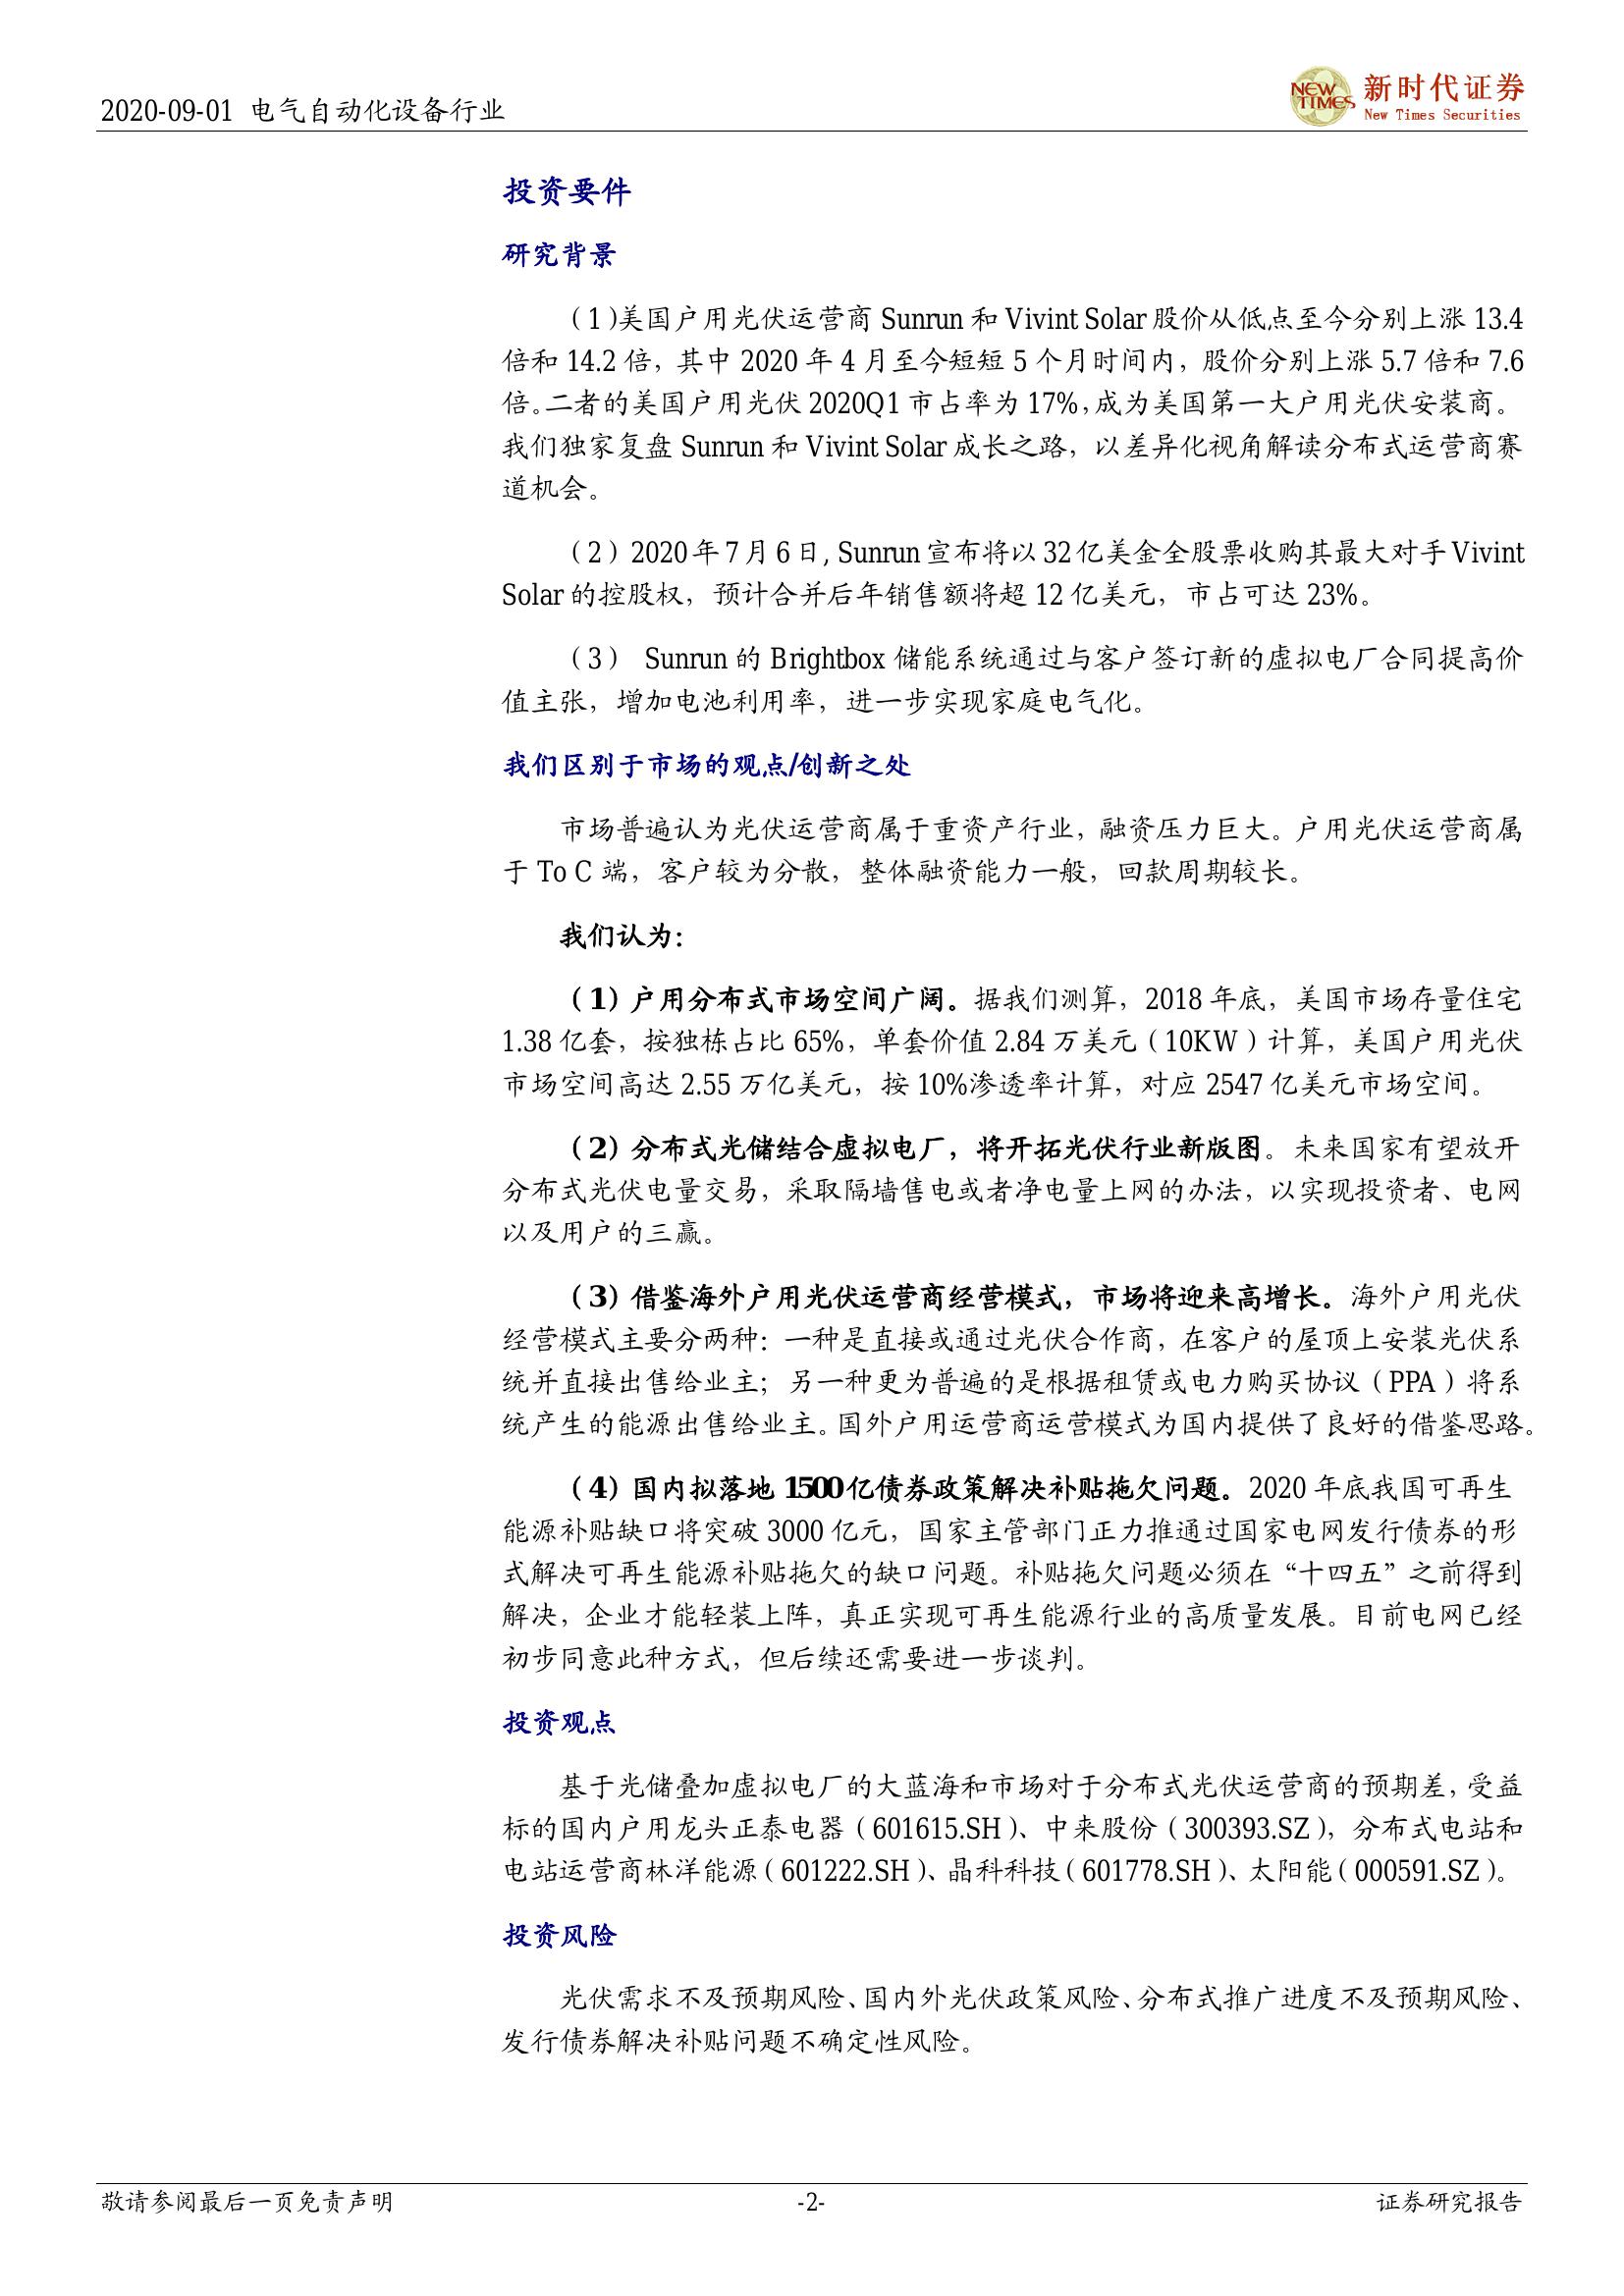 2020-09-01 电气自动化设备行业
NEW TIMES
新时代证券
New Times Securities
投资要件
研究背景
（1)美国户用光伏运营商 Sunrun 和 Vivint Solar 股价从低点至今分别上涨 13.4
倍和 14.2 倍，其中 2020 年 4 月至今短短 5 个月时间内，股价分别上涨 5.7 倍和 7.6
倍。二者的美国户用光伏 2020Q1 市占率为 17%，成为美国第一大户用光伏安装商。
我们独家复盘 Sunrun 和 Vivint Solar 成长之路，以差异化视角解读分布式运营商赛
道机会。
（2）2020 年 7 月 6 日, Sunrun 宣布将以 32 亿美金全股票收购其最大对手 Vivint
Solar 的控股权，预计合并后年销售额将超 12 亿美元，市占可达 23%。
（3） Sunrun 的 Brightbox 储能系统通过与客户签订新的虚拟电厂合同提高价
值主张，增加电池利用率，进一步实现家庭电气化。
我们区别于市场的观点/创新之处
市场普遍认为光伏运营商属于重资产行业，融资压力巨大。户用光伏运营商属
于 To C 端，客户较为分散，整体融资能力一般，回款周期较长。
我们认为：
（1）户用分布式市场空间广阔。据我们测算，2018 年底，美国市场存量住宅
1.38 亿套，按独栋占比 65%，单套价值 2.84 万美元（10KW）计算，美国户用光伏
市场空间高达 2.55 万亿美元，按 10%渗透率计算，对应 2547 亿美元市场空间。
（2）分布式光储结合虚拟电厂，将开拓光伏行业新版图。未来国家有望放开
分布式光伏电量交易，采取隔墙售电或者净电量上网的办法，以实现投资者、电网
以及用户的三赢。
（3）借鉴海外户用光伏运营商经营模式，市场将迎来高增长。海外户用光伏
经营模式主要分两种：一种是直接或通过光伏合作商，在客户的屋顶上安装光伏系
统并直接出售给业主；另一种更为普遍的是根据租赁或电力购买协议（PPA）将系
统产生的能源出售给业主。国外户用运营商运营模式为国内提供了良好的借鉴思路。
（4）国内拟落地 1500 亿债券政策解决补贴拖欠问题。2020 年底我国可再生
能源补贴缺口将突破 3000 亿元，国家主管部门正力推通过国家电网发行债券的形
式解决可再生能源补贴拖欠的缺口问题。补贴拖欠问题必须在“十四五”之前得到
解决，企业才能轻装上阵，真正实现可再生能源行业的高质量发展。目前电网已经
初步同意此种方式，但后续还需要进一步谈判。
投资观点
基于光储叠加虚拟电厂的大蓝海和市场对于分布式光伏运营商的预期差，受益
标的国内户用龙头正泰电器（601615.SH）、中来股份（300393.SZ），分布式电站和
电站运营商林洋能源（601222.SH）、晶科科技（601778.SH）、太阳能（000591.SZ）。
投资风险
光伏需求不及预期风险、国内外光伏政策风险、分布式推广进度不及预期风险、
发行债券解决补贴问题不确定性风险。
敬请参阅最后一页免责声明
-2-
证券研究报告